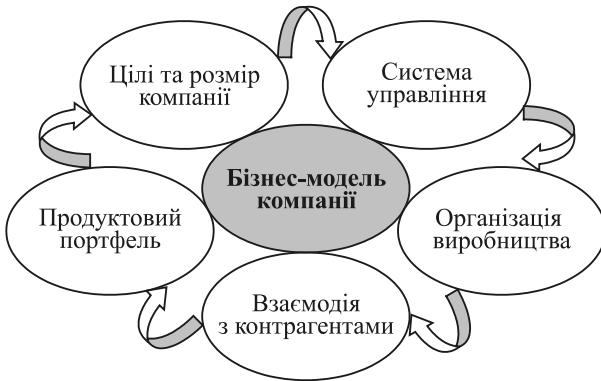 Цілі та розмір
компанії
Система
управління
Бізнес-модель
компанії
Продуктовий
портфель
Організація
виробництва
Взаємодія
з контрагентами